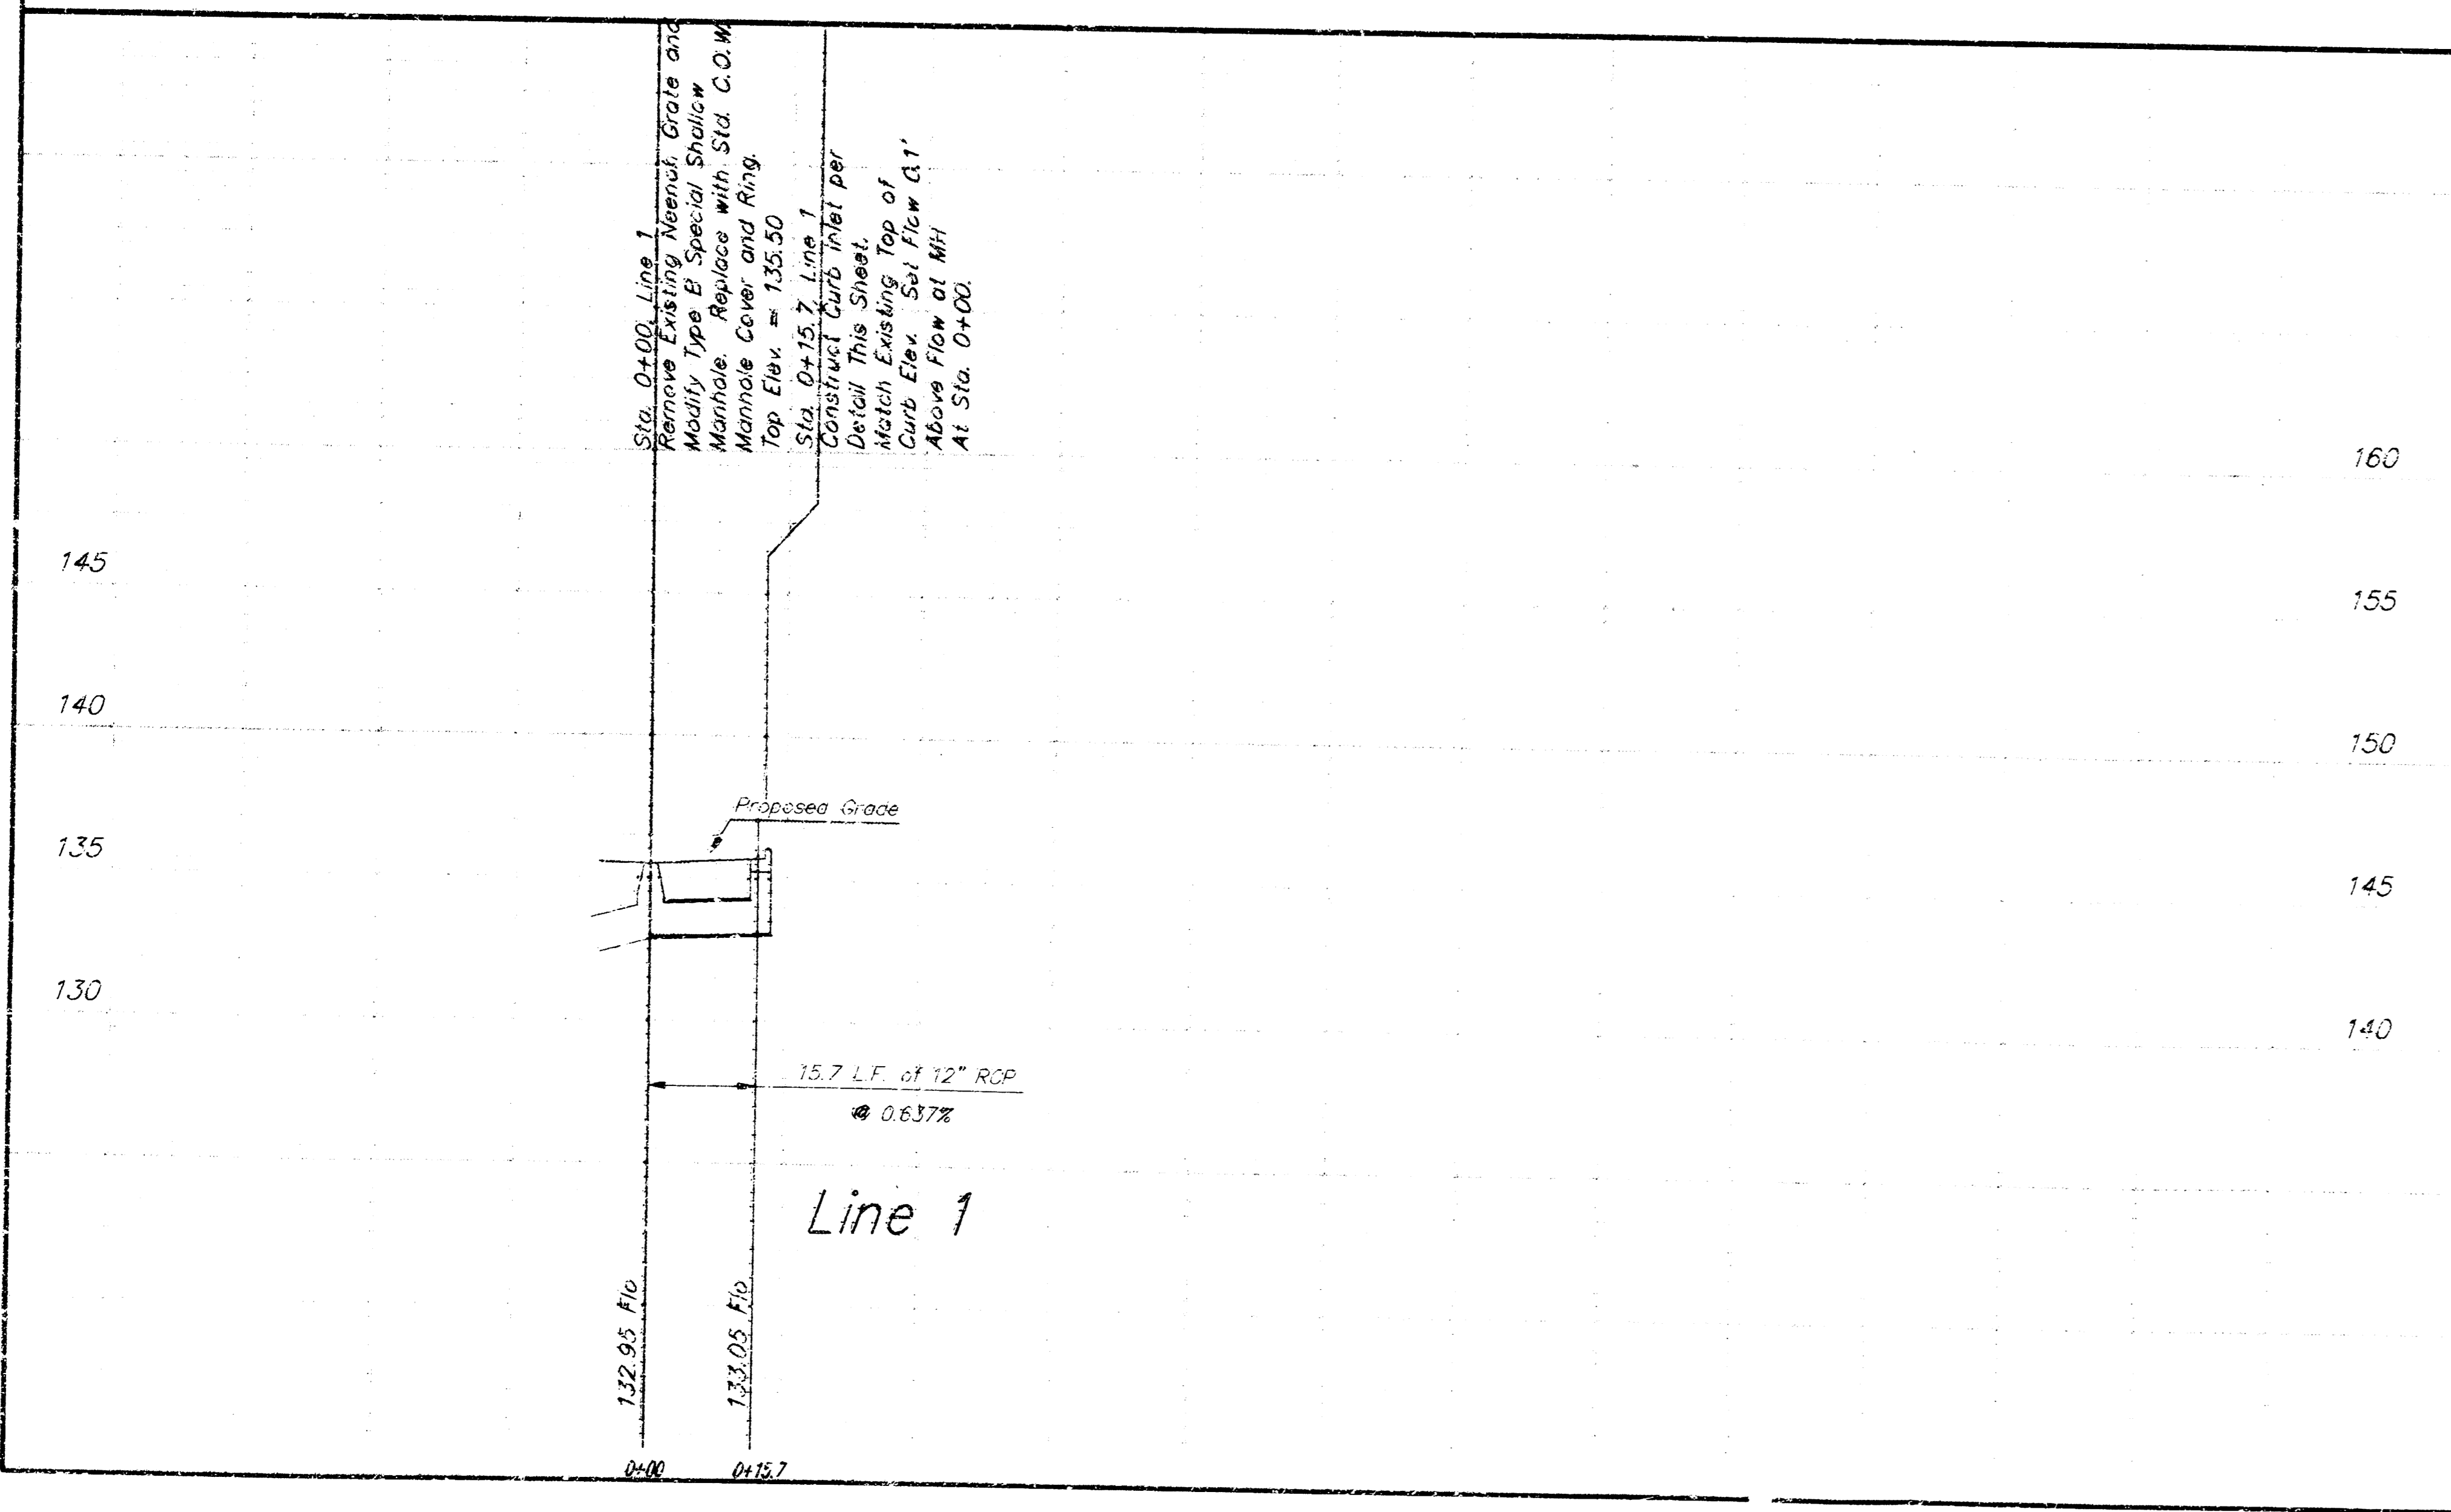 Sta. 0+00, Line 1
Remove Existing Neenah Grate and
Modify Type B Special Shallow
Manhole. Replace with Std. C.O.W.
Manhole Cover and Ring.
Top Elev. = 135.50
Sta. 0+15.7, Line 1
Construct Curb Inlet per
Detail This Sheet.
Match Existing Top of
Curb Elev. Set Flow 0.1'
Above Flow at MH
At Sta. 0+00.
145
140
135
130
160
155
150
145
140
Proposed Grade
15.7 L.F. of 12" RCP
@ 0.637%
Line 1
132.95 Flo
133.05 Flo
0+00
0+15.7